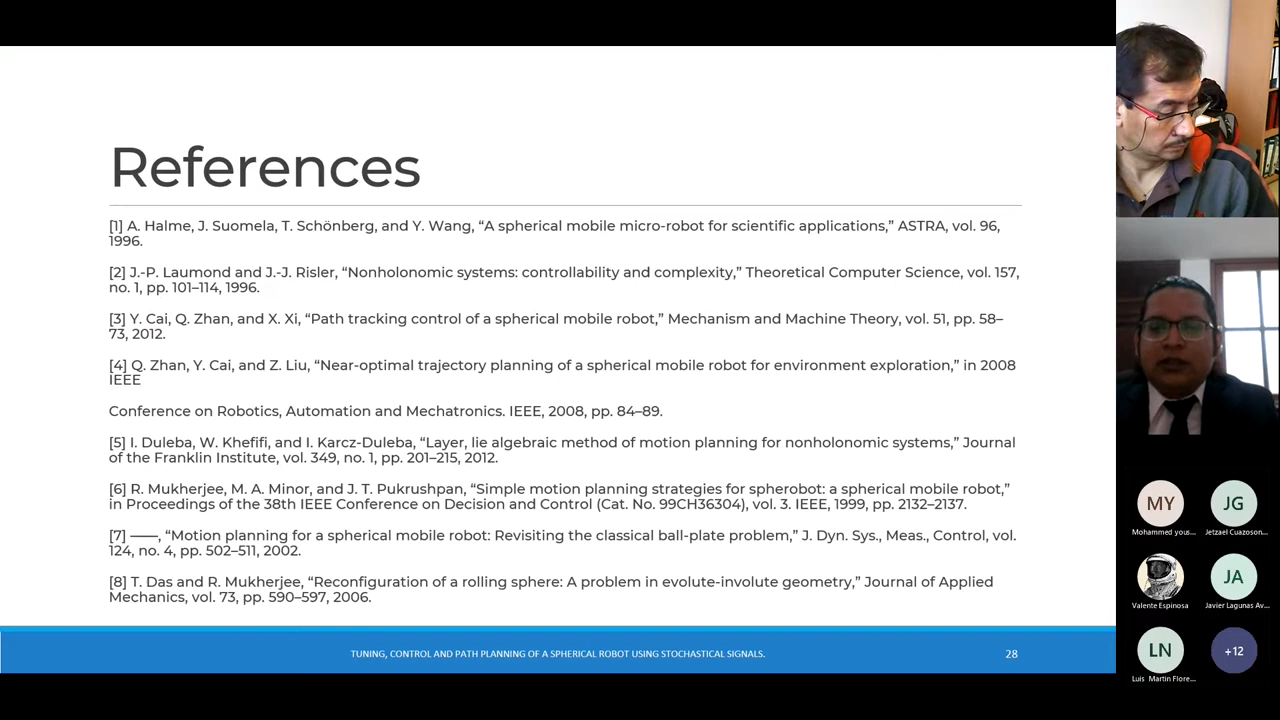 References
[1] A. Halme, J. Suomela, T. Schönberg, and Y. Wang, “A spherical mobile micro-robot for scientific applications,” ASTRA, vol. 96,
1996.
[2] J.-P. Laumond and J.-J. Risler, “Nonholonomic systems: controllability and complexity,” Theoretical Computer Science, vol. 157,
no. 1, pp. 101–114, 1996.
[3] Y. Cai, Q. Zhan, and X. Xi, “Path tracking control of a spherical mobile robot,” Mechanism and Machine Theory, vol. 51, pp. 58–
73, 2012.
[4] Q. Zhan, Y. Cai, and Z. Liu, “Near-optimal trajectory planning of a spherical mobile robot for environment exploration,” in 2008
IEEE
Conference on Robotics, Automation and Mechatronics. IEEE, 2008, pp. 84–89.
[5] I. Duleba, W. Khefifi, and I. Karcz-Duleba, “Layer, lie algebraic method of motion planning for nonholonomic systems,” Journal
of the Franklin Institute, vol. 349, no. 1, pp. 201–215, 2012.
[6] R. Mukherjee, M. A. Minor, and J. T. Pukrushpan, “Simple motion planning strategies for spherobot: a spherical mobile robot,”
in Proceedings of the 38th IEEE Conference on Decision and Control (Cat. No. 99CH36304), vol. 3. IEEE, 1999, pp. 2132–2137.
[7] ——, “Motion planning for a spherical mobile robot: Revisiting the classical ball-plate problem,” J. Dyn. Sys., Meas., Control, vol.
124, no. 4, pp. 502–511, 2002.
[8] T. Das and R. Mukherjee, “Reconfiguration of a rolling sphere: A problem in evolute-involute geometry,” Journal of Applied
Mechanics, vol. 73, pp. 590–597, 2006.
TUNING, CONTROL AND PATH PLANNING OF A SPHERICAL ROBOT USING STOCHASTICAL SIGNALS.
28
MY
JG
Mohammed yous...
Jetzael Cuazoson...
JA
Valente Espinosa
Javier Lagunas Av...
LN
+12
Luis Martin Flore...